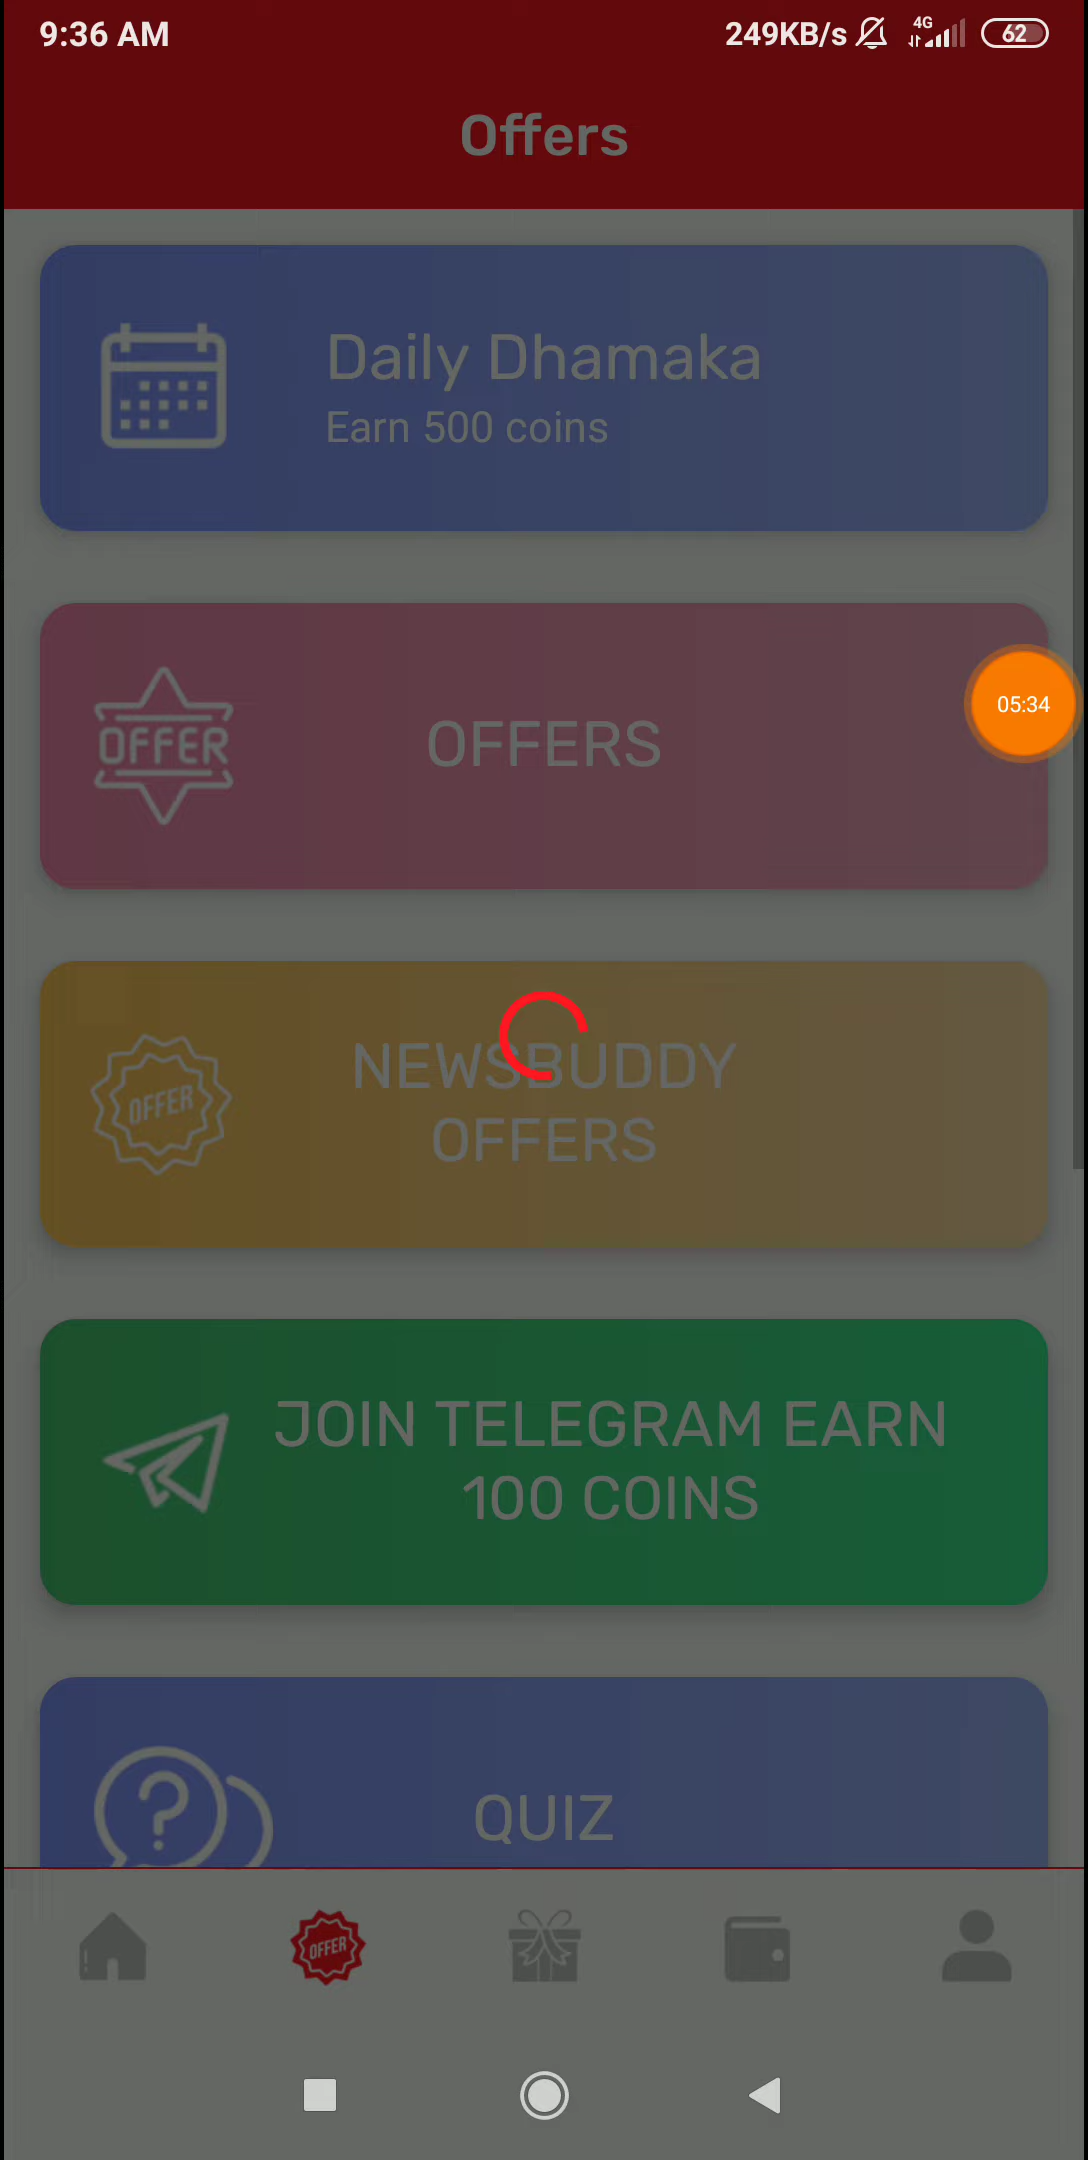 9:36 AM
249KB/s
4G
62
Offers
Daily Dhamaka
Earn 500 coins
OFFER
OFFERS
05:34
OFFER
NEWSBUDDY
OFFERS
JOIN TELEGRAM EARN
100 COINS
?
QUIZ
OFFER